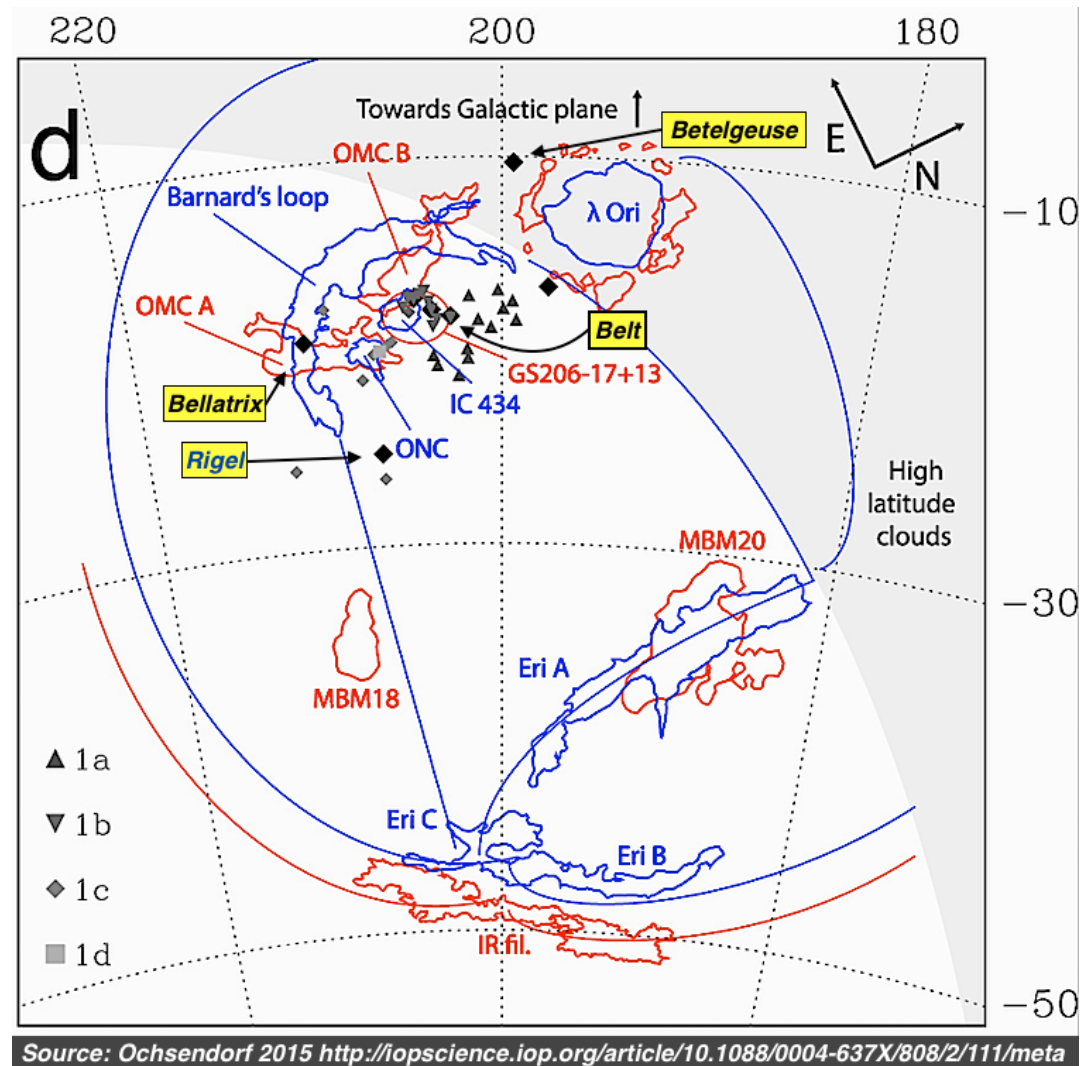 220 200 180
d
Towards Galactic plane
Betelgeuse
E
N
OMC B
Barnard's loop
λ Ori
−10
OMC A
Belt
GS206-17+13
Bellatrix
IC 434
ONC
Rigel
High
latitude
clouds
MBM20
−30
Eri A
MBM18
1a
1b
Eri C
Eri B
1c
IR fil.
1d
−50
Source: Ochsendorf 2015 http://iopscience.iop.org/article/10.1088/0004-637X/808/2/111/meta